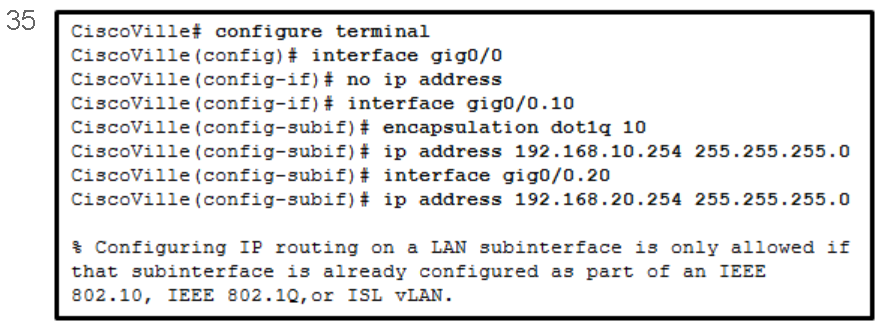 35
CiscoVille# configure terminal
CiscoVille(config)# interface gig0/0
CiscoVille(config-if)# no ip address
CiscoVille(config-if)# interface gig0/0.10
CiscoVille(config-subif)# encapsulation dot1q 10
CiscoVille(config-subif)# ip address 192.168.10.254 255.255.255.0
CiscoVille(config-subif)# interface gig0/0.20
CiscoVille(config-subif)# ip address 192.168.20.254 255.255.255.0
% Configuring IP routing on a LAN subinterface is only allowed if
that subinterface is already configured as part of an IEEE
802.10, IEEE 802.1Q,or ISL vLAN.